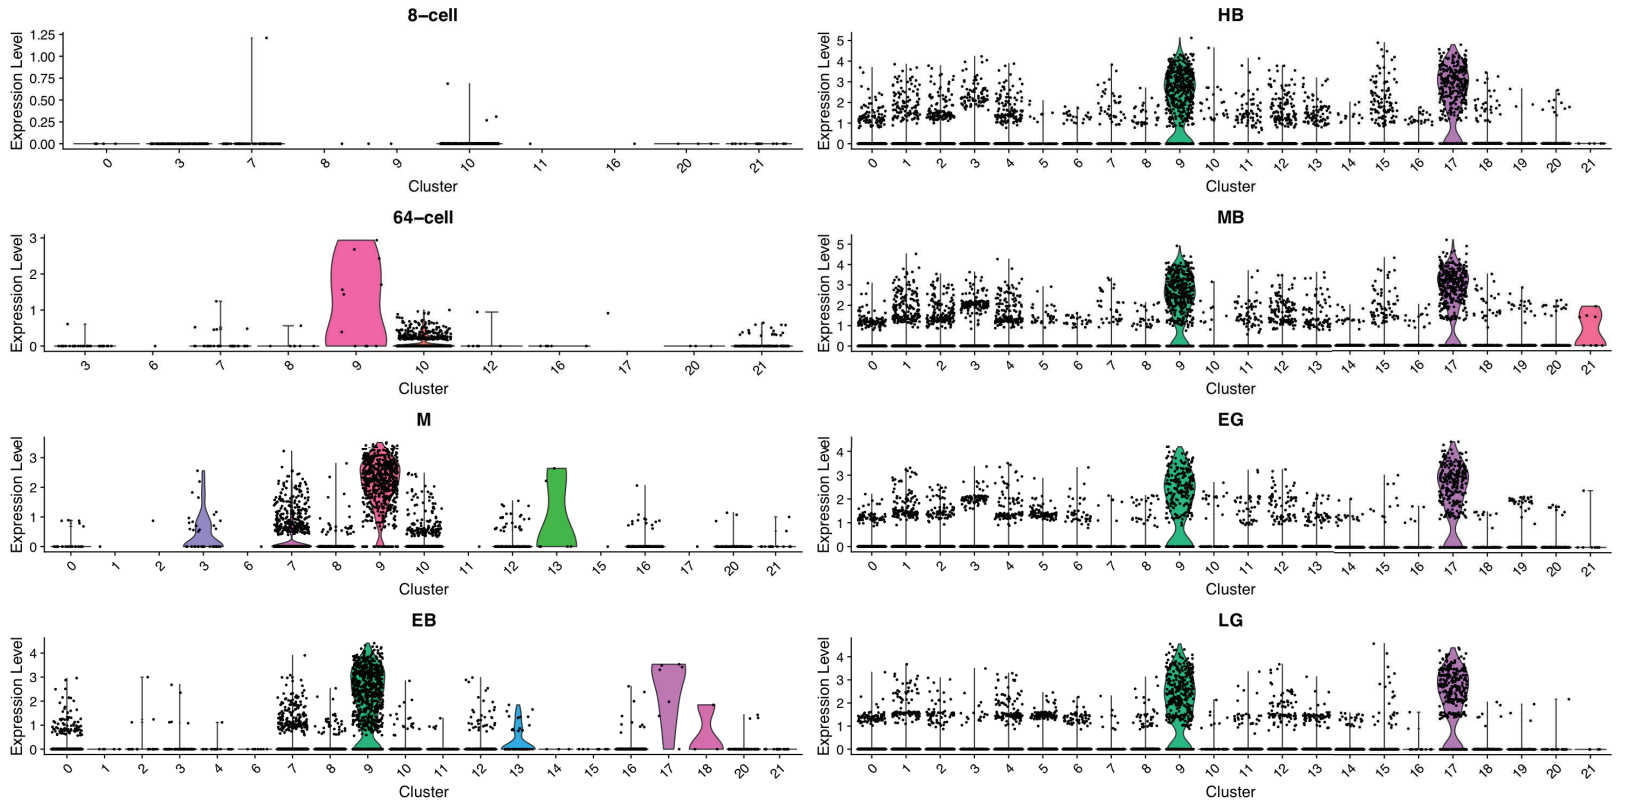 8−cell
Expression Level
1.25
1.00
0.75
0.50
0.25
0.00
0 3 7 8 9 10 11 16 20 21
Cluster
64−cell
Expression Level
3
2
1
0
3 6 7 8 9 10 12 16 17 20 21
Cluster
M
Expression Level
3
2
1
0
0 1 2 3 6 7 8 9 10 11 12 13 15 16 17 20 21
Cluster
EB
Expression Level
4
3
2
1
0
0 1 2 3 4 6 7 8 9 10 11 12 13 14 15 16 17 18 20 21
Cluster
HB
Expression Level
5
4
3
2
1
0
0 1 2 3 4 5 6 7 8 9 10 11 12 13 14 15 16 17 18 19 20 21
Cluster
MB
Expression Level
5
4
3
2
1
0
0 1 2 3 4 5 6 7 8 9 10 11 12 13 14 15 16 17 18 19 20 21
Cluster
EG
Expression Level
4
3
2
1
0
0 1 2 3 4 5 6 7 8 9 10 11 12 13 14 15 16 17 18 19 20 21
Cluster
LG
Expression Level
4
3
2
1
0
0 1 2 3 4 5 6 7 8 9 10 11 12 13 14 15 16 17 18 19 20 21
Cluster